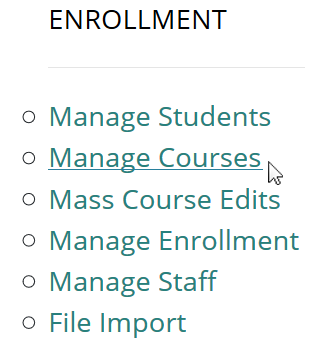 ENROLLMENT
Manage Students
Manage Courses
Mass Course Edits
Manage Enrollment
Manage Staff
File Import